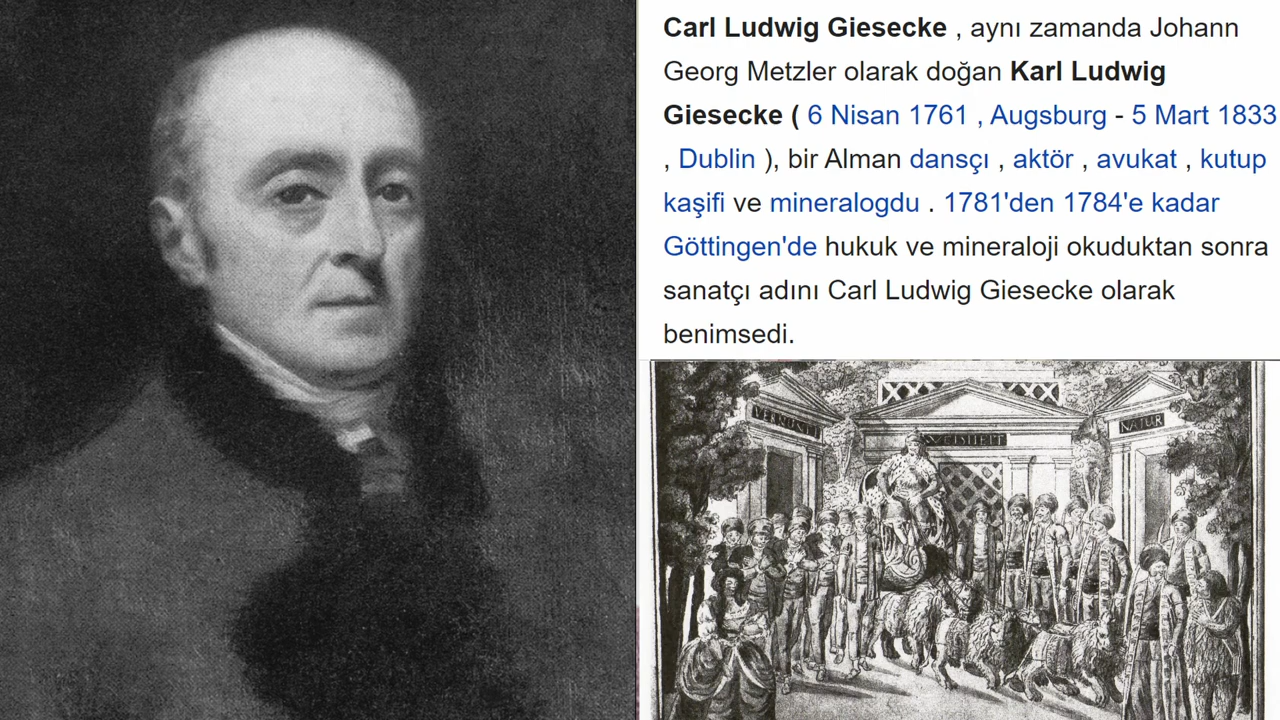 Carl Ludwig Giesecke , aynı zamanda Johann
Georg Metzler olarak doğan Karl Ludwig
Giesecke ( 6 Nisan 1761 , Augsburg - 5 Mart 1833
, Dublin ), bir Alman dansçı , aktör , avukat , kutup
kaşifi ve mineralogdu . 1781'den 1784'e kadar
Göttingen'de hukuk ve mineraloji okuduktan sonra
sanatçı adını Carl Ludwig Giesecke olarak
benimsedi.
VERNUNFT
WEISHEIT
NATUR